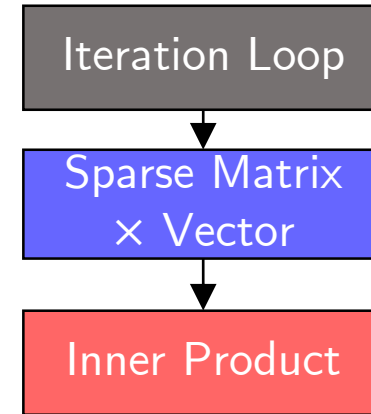 Iteration Loop
Sparse Matrix
× Vector
Inner Product